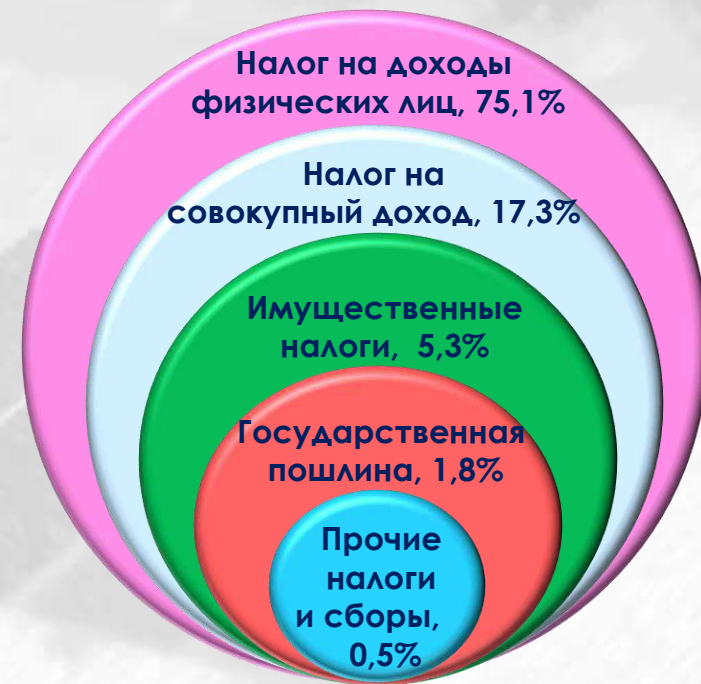 Налог на доходы
физических лиц, 75,1%
Налог на
совокупный доход, 17,3%
Имущественные
налоги, 5,3%
Государственная
пошлина, 1,8%
Прочие
налоги
и сборы,
0,5%